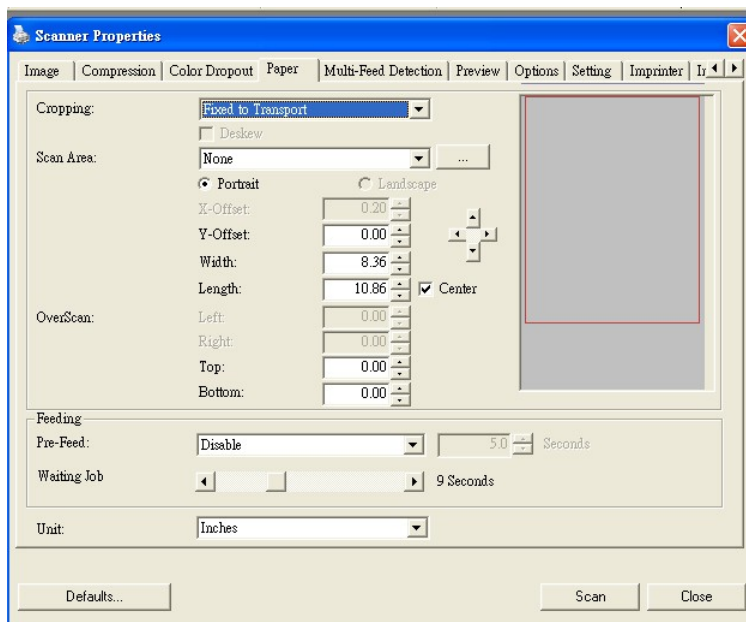 Scanner Properties
Image Compression Color Dropout Paper Multi-Feed Detection Preview Options Setting Imprinter
Cropping: Fixed to Transport
Deskew
Scan Area: None ...
Portrait Landscape
X-Offset: 0.20
Y-Offset: 0.00
Width: 8.36
Length: 10.86 Center
OverScan: Left: 0.00
Right: 0.00
Top: 0.00
Bottom: 0.00
Feeding
Pre-Feed: Disable 5.0 Seconds
Waiting Job 9 Seconds
Unit: Inches
Defaults... Scan Close